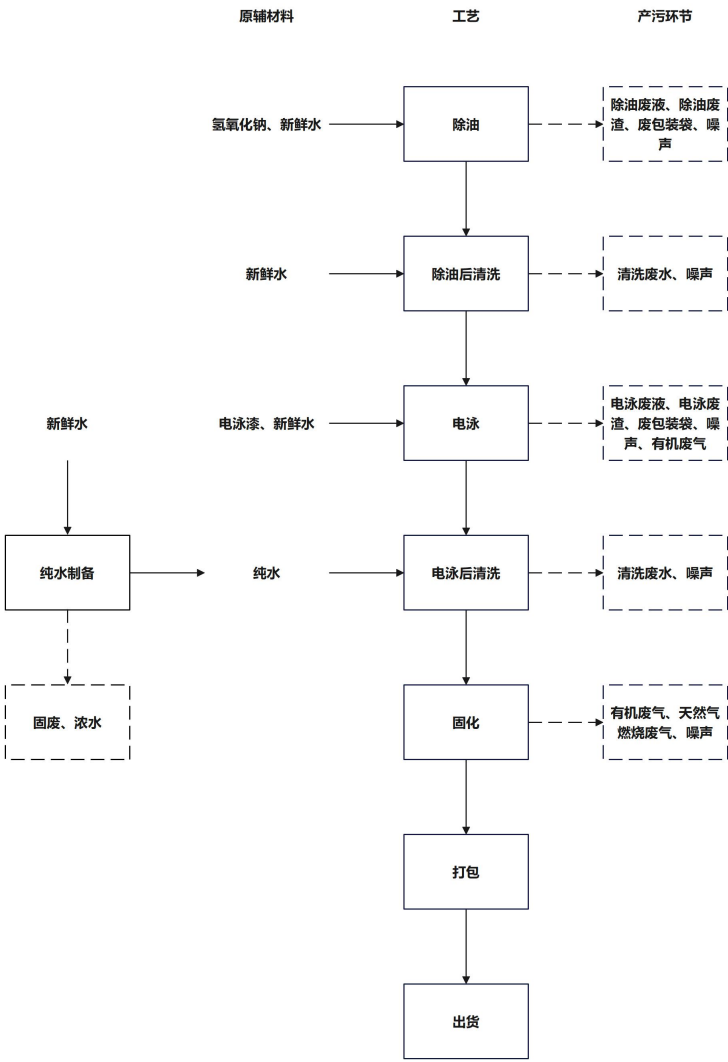 原辅材料
工艺
产污环节
氢氧化钠、新鲜水
除油
除油废液、除油废
渣、废包装袋、噪
声
新鲜水
除油后清洗
清洗废水、噪声
新鲜水
电泳漆、新鲜水
电泳
电泳废液、电泳废
渣、废包装袋、噪
声、有机废气
纯水制备
纯水
电泳后清洗
清洗废水、噪声
固废、浓水
固化
有机废气、天然气
燃烧废气、噪声
打包
出货